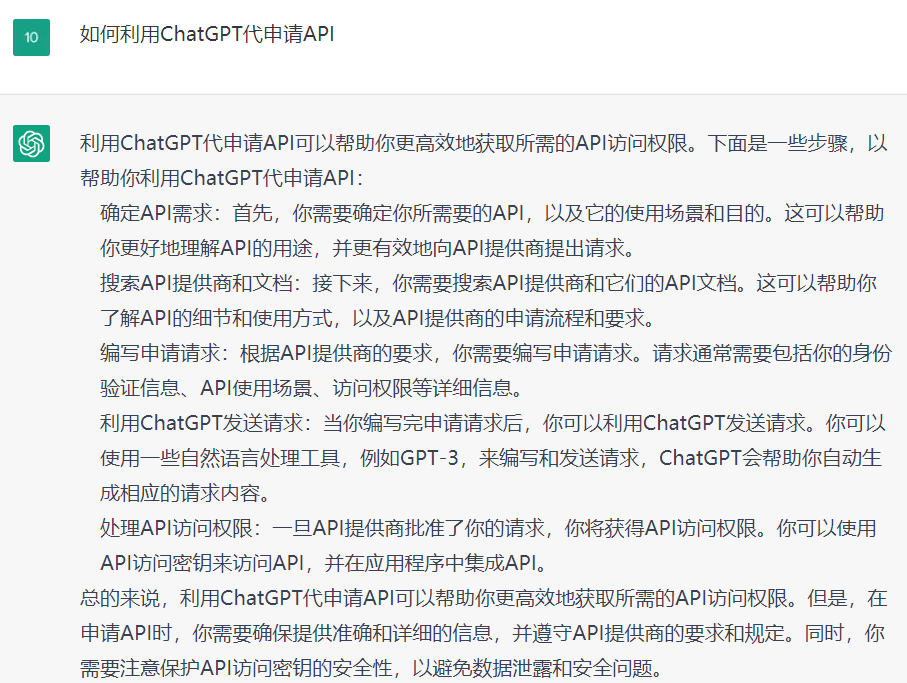 10
如何利用ChatGPT代申请API
利用ChatGPT代申请API可以帮助你更高效地获取所需的API访问权限。下面是一些步骤，以
帮助你利用ChatGPT代申请API：
确定API需求：首先，你需要确定你所需要的API，以及它的使用场景和目的。这可以帮助
你更好地理解API的用途，并更有效地向API提供商提出请求。
搜索API提供商和文档：接下来，你需要搜索API提供商和它们的API文档。这可以帮助你
了解API的细节和使用方式，以及API提供商的申请流程和要求。
编写申请请求：根据API提供商的要求，你需要编写申请请求。请求通常需要包括你的身份
验证信息、API使用场景、访问权限等详细信息。
利用ChatGPT发送请求：当你编写完申请请求后，你可以利用ChatGPT发送请求。你可以
使用一些自然语言处理工具，例如GPT-3，来编写和发送请求，ChatGPT会帮助你自动生
成相应的请求内容。
处理API访问权限：一旦API提供商批准了你的请求，你将获得API访问权限。你可以使用
API访问密钥来访问API，并在应用程序中集成API。
总的来说，利用ChatGPT代申请API可以帮助你更高效地获取所需的API访问权限。但是，在
申请API时，你需要确保提供准确和详细的信息，并遵守API提供商的要求和规定。同时，你
需要注意保护API访问密钥的安全性，以避免数据泄露和安全问题。